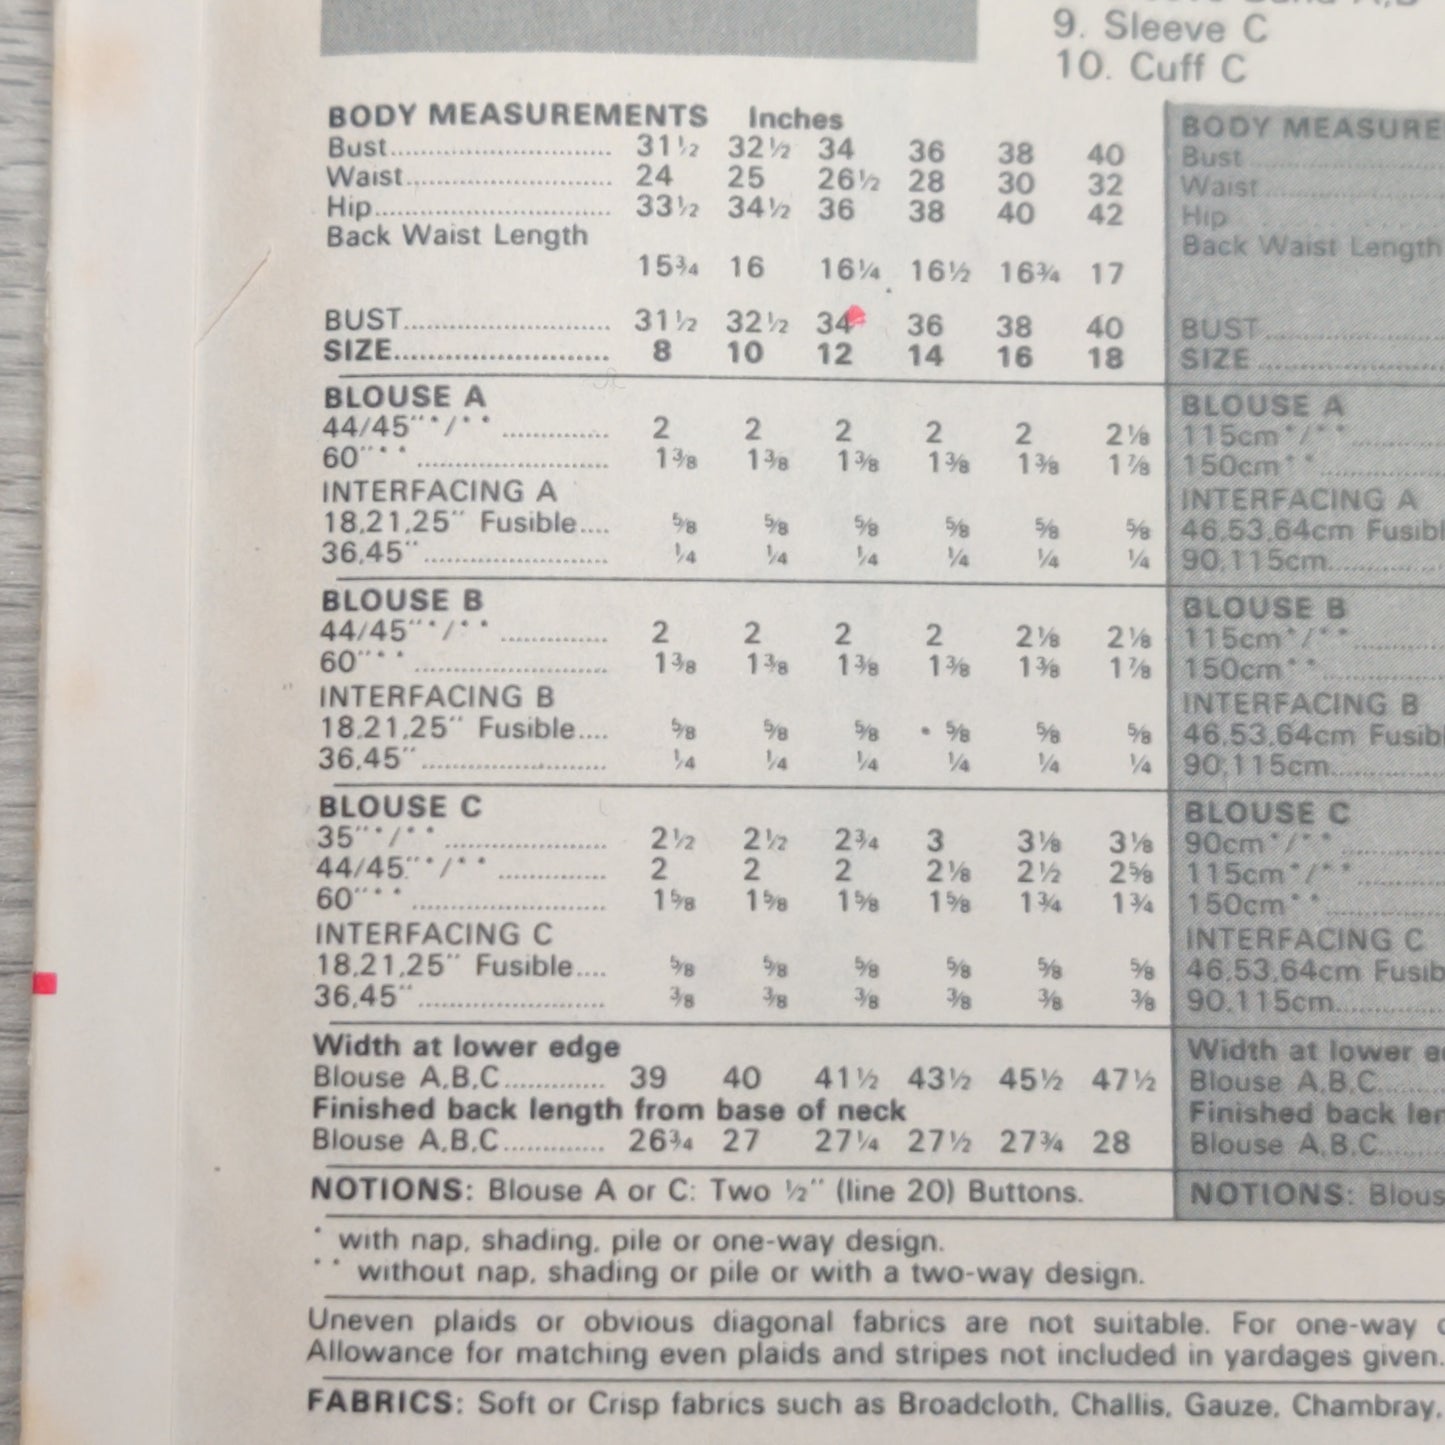 9. Sleeve C
10. Cuff C
BODY MEASUREMENTS Inches
Bust.............................. 31½ 32½ 34 36 38 40
Waist............................ 24 25 26½ 28 30 32
Hip................................ 33½ 34½ 36 38 40 42
Back Waist Length
15¾ 16 16¼ 16½ 16¾ 17
BUST........................... 31½ 32½ 34 36 38 40
SIZE............................ 8 10 12 14 16 18
BLOUSE A
44/45"*/** .............. 2 2 2 2 2 2⅛
60"** ......................... 1⅜ 1⅜ 1⅜ 1⅜ 1⅜ 1⅞
INTERFACING A
18,21,25" Fusible.... ⅝ ⅝ ⅝ ⅝ ⅝ ⅝
36,45" ........................ ¼ ¼ ¼ ¼ ¼ ¼
BLOUSE B
44/45"*/** .............. 2 2 2 2 2⅛ 2⅛
60"** ......................... 1⅜ 1⅜ 1⅜ 1⅜ 1⅜ 1⅞
INTERFACING B
18,21,25" Fusible.... ⅝ ⅝ ⅝ ⅝ ⅝ ⅝
36,45" ........................ ¼ ¼ ¼ ¼ ¼ ¼
BLOUSE C
35"*/** ..................... 2½ 2½ 2¾ 3 3⅛ 3⅛
44/45"*/** .............. 2 2 2 2⅛ 2½ 2⅝
60"** ......................... 1⅝ 1⅝ 1⅝ 1⅝ 1¾ 1¾
INTERFACING C
18,21,25" Fusible.... ⅝ ⅝ ⅝ ⅝ ⅝ ⅝
36,45" ........................ ⅜ ⅜ ⅜ ⅜ ⅜ ⅜
Width at lower edge
Blouse A,B,C............. 39 40 41½ 43½ 45½ 47½
Finished back length from base of neck
Blouse A,B,C............. 26¾ 27 27¼ 27½ 27¾ 28
NOTIONS: Blouse A or C: Two ½" (line 20) Buttons.
BODY MEASURE
Bust
Waist
Hip
Back Waist Length
BUST
SIZE
BLOUSE A
115cm*/**
150cm**
INTERFACING A
46,53,64cm Fusibl
90,115cm
BLOUSE B
115cm*/**
150cm**
INTERFACING B
46,53,64cm Fusib
90,115cm
BLOUSE C
90cm*/**
115cm*/**
150cm**
INTERFACING C
46,53,64cm Fusib
90,115cm
Width at lower e
Blouse A,B,C
Finished back len
Blouse A,B,C
NOTIONS: Blous
* with nap, shading, pile or one-way design.
** without nap, shading or pile or with a two-way design.
Uneven plaids or obvious diagonal fabrics are not suitable. For one-way
Allowance for matching even plaids and stripes not included in yardages given.
FABRICS: Soft or Crisp fabrics such as Broadcloth, Challis, Gauze, Chambray,